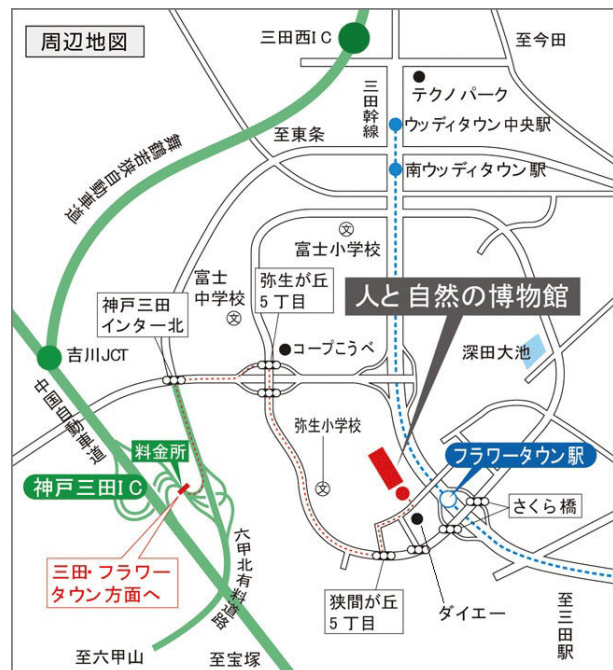 周辺地図
三田西IC
至今田
テクノパーク
三田幹線
ウッディタウン中央駅
至東条
舞鶴若狭自動車道
南ウッディタウン駅
文
富士小学校
富士
中学校
文
弥生が丘
5丁目
神戸三田
インター北
人と自然の博物館
コープこうべ
深田大池
吉川JCT
中国自動車道
料金所
弥生小学校
文
フラワータウン駅
神戸三田IC
さくら橋
三田・フラワー
タウン方面へ
六甲北有料道路
狭間が丘
5丁目
ダイエー
至三田駅
至六甲山
至宝塚